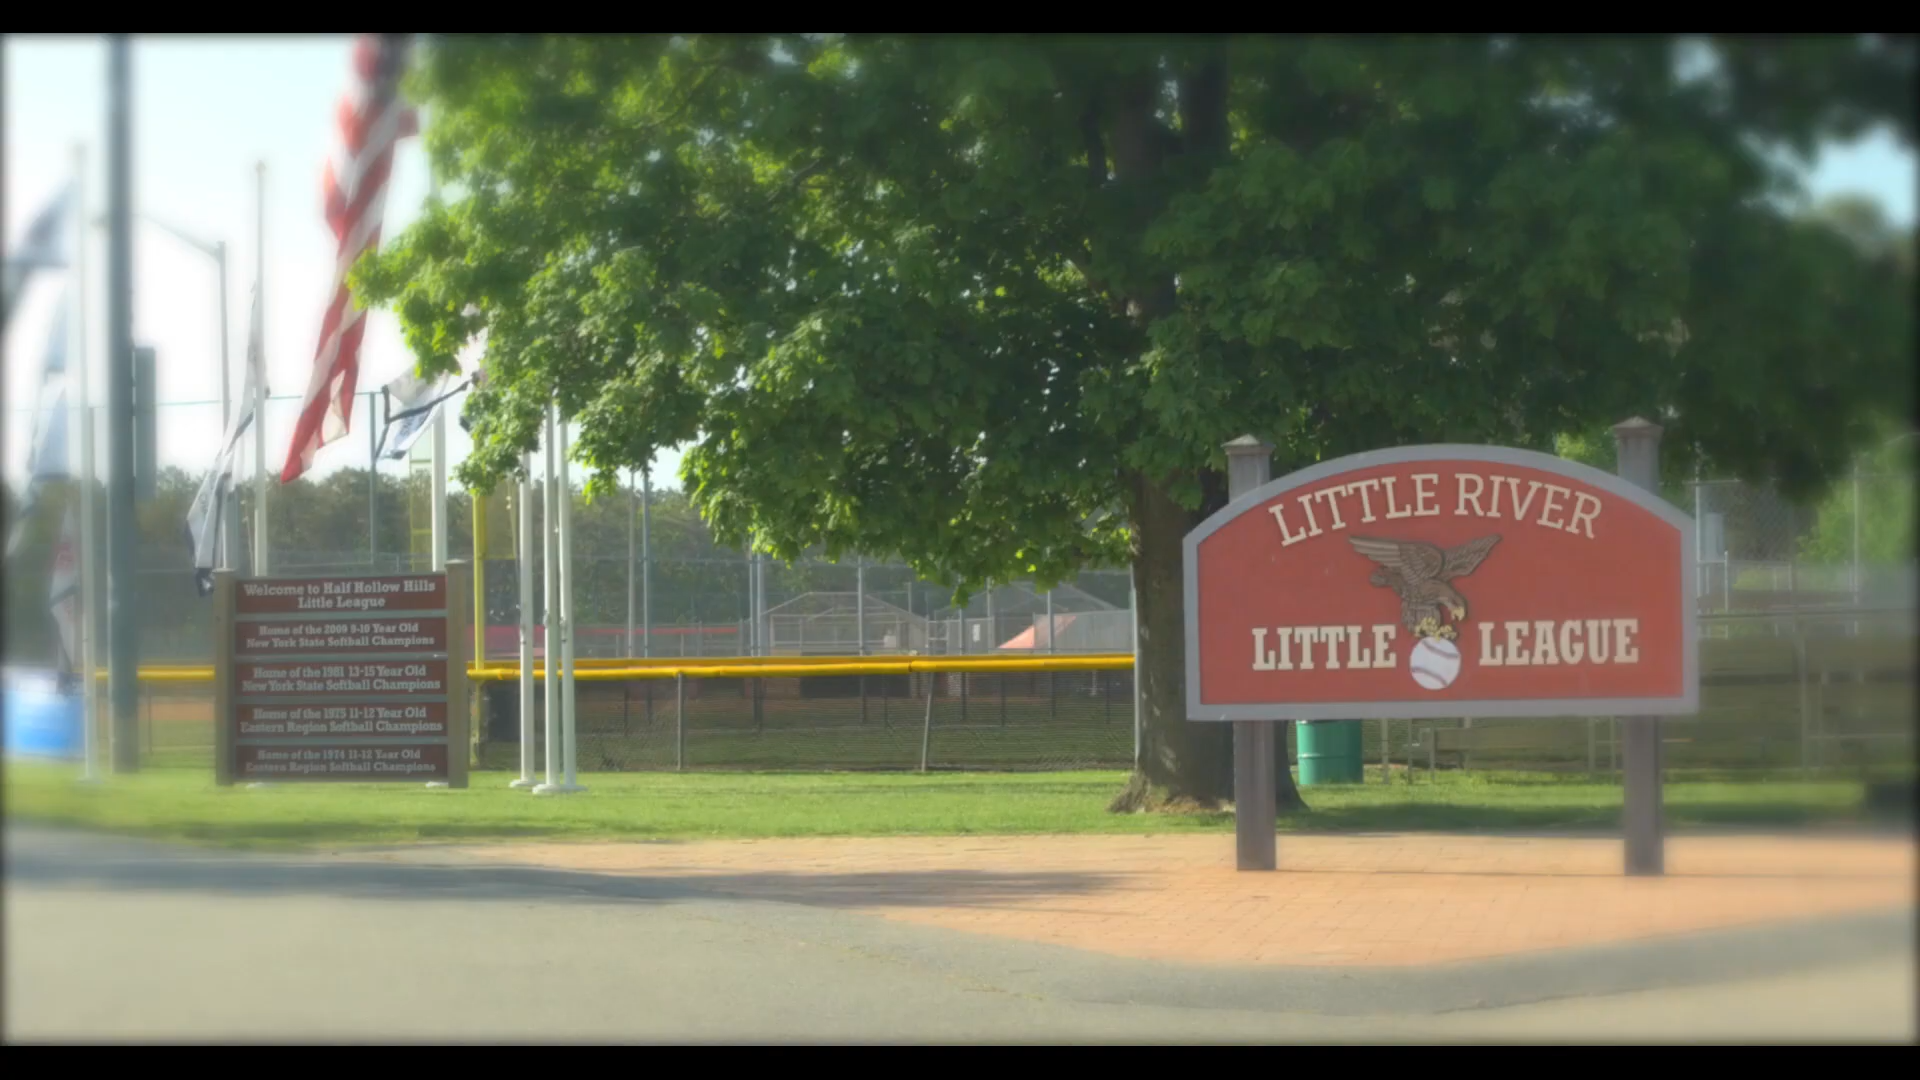 Welcome to Half Hollow Hills
Little League
Home of the 2009 9-10 Year Old
New York State Softball Champions
Home of the 1981 13-15 Year Old
New York State Softball Champions
Home of the 1975 11-12 Year Old
Eastern Region Softball Champions
Home of the 1974 11-12 Year Old
Eastern Region Softball Champions
LITTLE RIVER
LITTLE LEAGUE